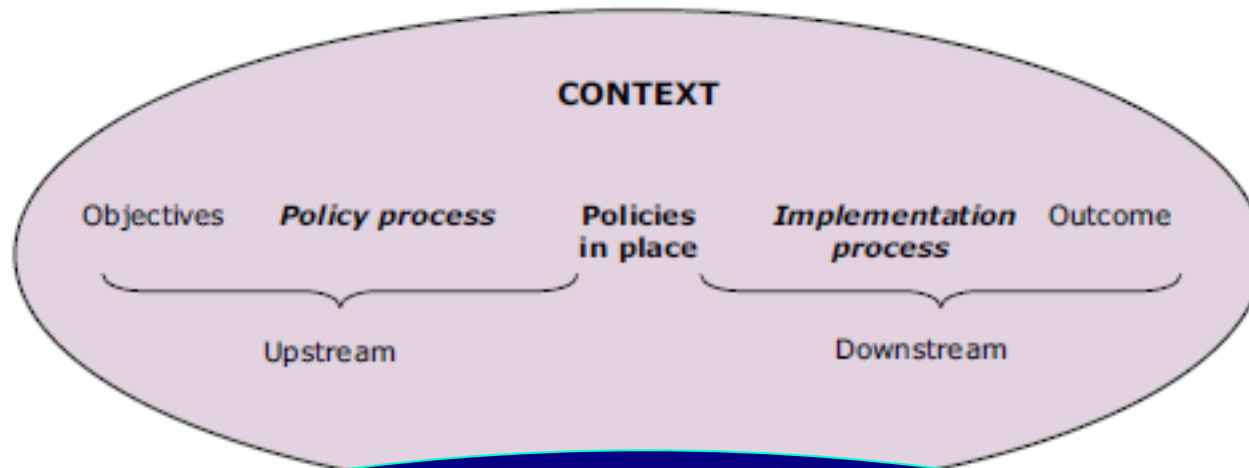 CONTEXT
Objectives Policy process Policies in place Implementation process Outcome
Upstream Downstream